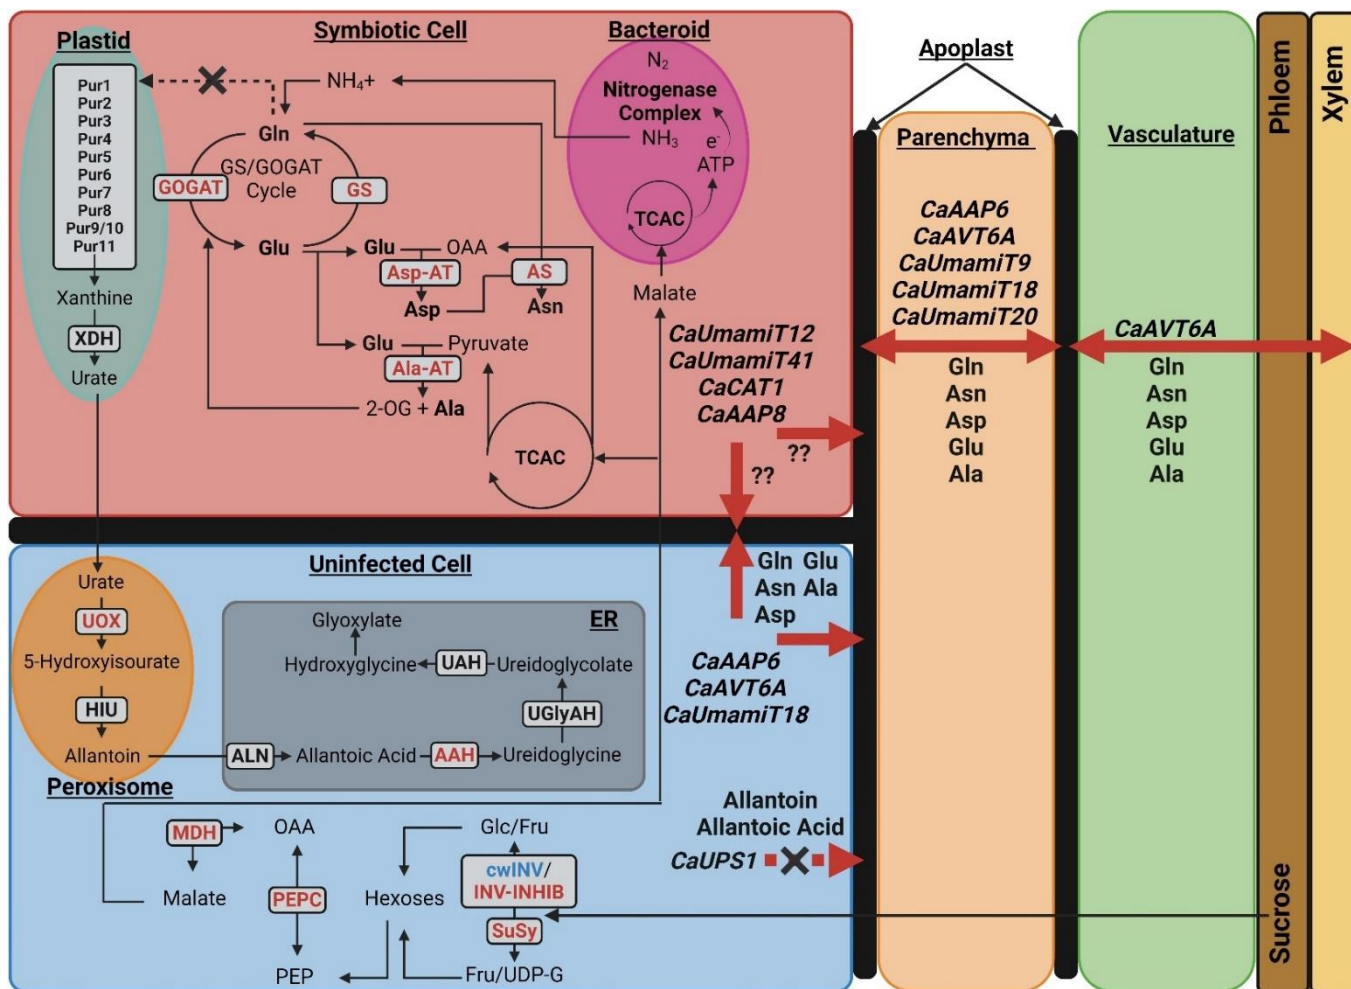 Plastid
Symbiotic Cell
Bacteroid
Pur1
Pur2
Pur3
Pur4
Pur5
Pur6
Pur7
Pur8
Pur9/10
Pur11
Xanthine
XDH
Urate
NH4+
Gln
GS/GOGAT
Cycle
GOGAT
GS
Glu
Glu
OAA
Asp-AT
AS
Asp
Asn
Glu
Pyruvate
Ala-AT
2-OG + Ala
TCAC
N2
Nitrogenase
Complex
NH3
e-
ATP
TCAC
Malate
CaUmamiT12
CaUmamiT41
CaCAT1
CaAAP8
??
??
Apoplast
Parenchyma
CaAAP6
CaAVT6A
CaUmamiT9
CaUmamiT18
CaUmamiT20
Gln
Asn
Asp
Glu
Ala
Vasculature
CaAVT6A
Gln
Asn
Asp
Glu
Ala
Phloem
Xylem
Sucrose
Uninfected Cell
Urate
UOX
5-Hydroxyisourate
HIU
Allantoin
Peroxisome
ER
Glyoxylate
Hydroxyglycine
UAH
Ureidoglycolate
UGlyAH
ALN
Allantoic Acid
AAH
Ureidoglycine
Gln Glu
Asn Ala
Asp
CaAAP6
CaAVT6A
CaUmamiT18
Allantoin
Allantoic Acid
CaUPS1
MDH
OAA
Malate
PEPC
PEP
Hexoses
Glc/Fru
cwINV/
INV-INHIB
SuSy
Fru/UDP-G